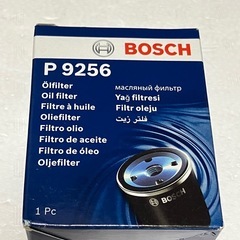 BOSCH
P 9256
Ölfilter
Oil filter
Filtre à huile
Oliefilter
Filtro olio
Filtro de aceite
Filtro de óleo
Oljefilter
масляный фильтр
Yağ filtresi
Filtr oleju
فلتر زيت
1 Pc